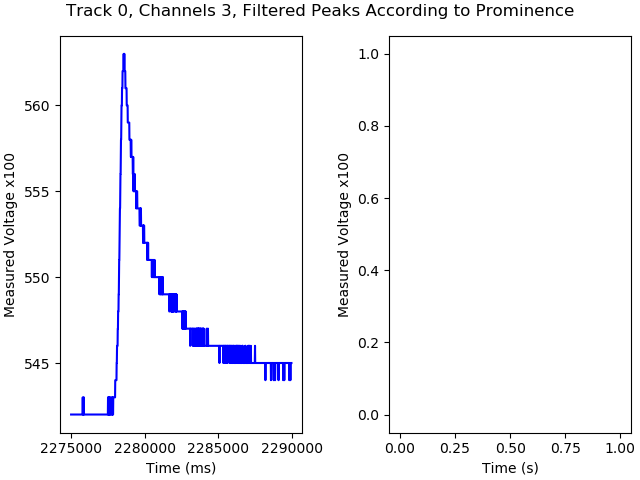 Track 0, Channels 3, Filtered Peaks According to Prominence
Measured Voltage x100
560
555
550
545
2275000 2280000 2285000 2290000
Time (ms)
Measured Voltage x100
1.0
0.8
0.6
0.4
0.2
0.0
0.00 0.25 0.50 0.75 1.00
Time (s)